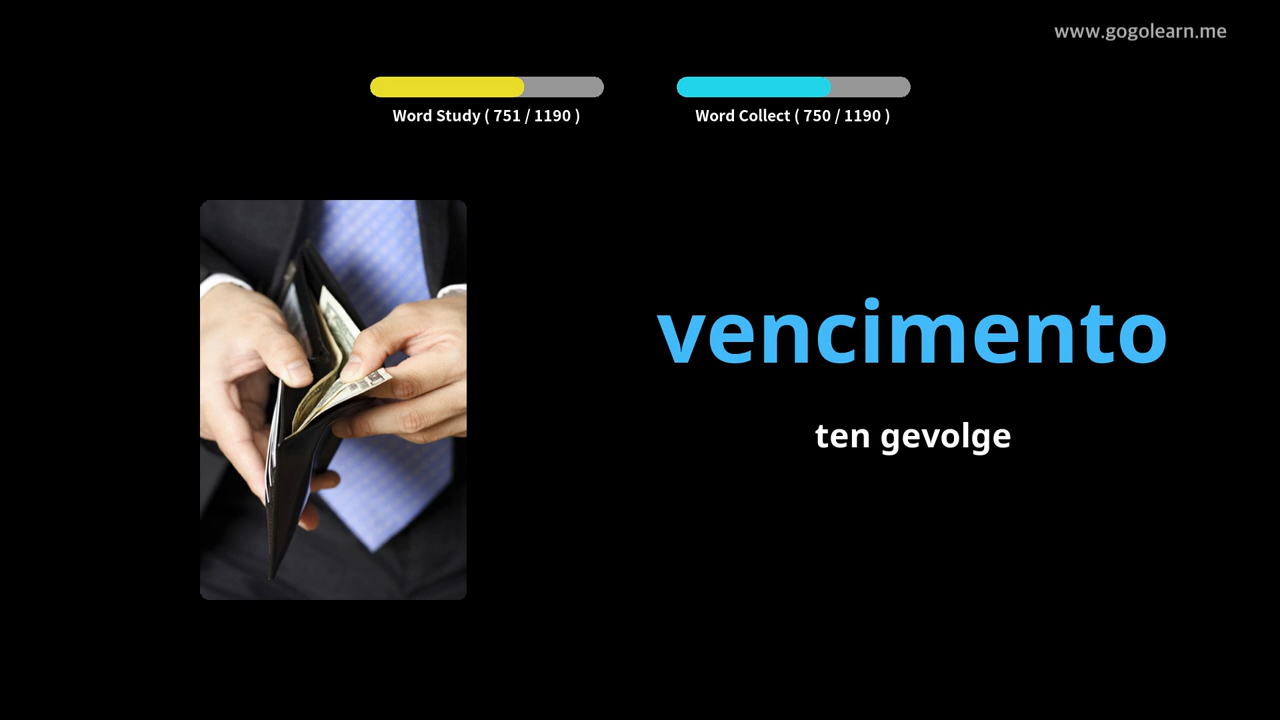 www.gogolearn.me
Word Study ( 751 / 1190 )
Word Collect ( 750 / 1190 )
vencimento
ten gevolge